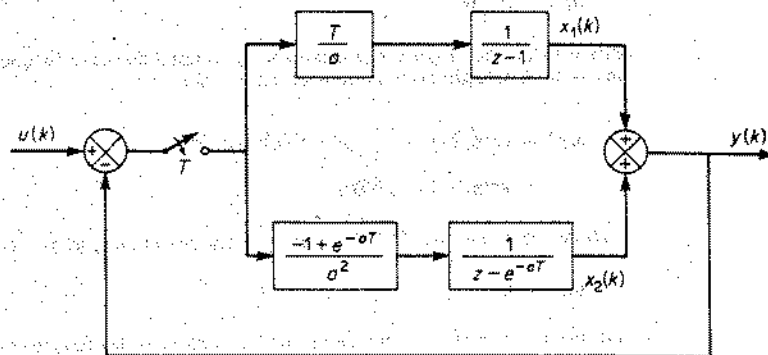 T
a
1
z-1
x₁(k)
u(k)
+
-
T
+
+
y(k)
-1+e^-aT
a²
1
z-e^-aT
x₂(k)